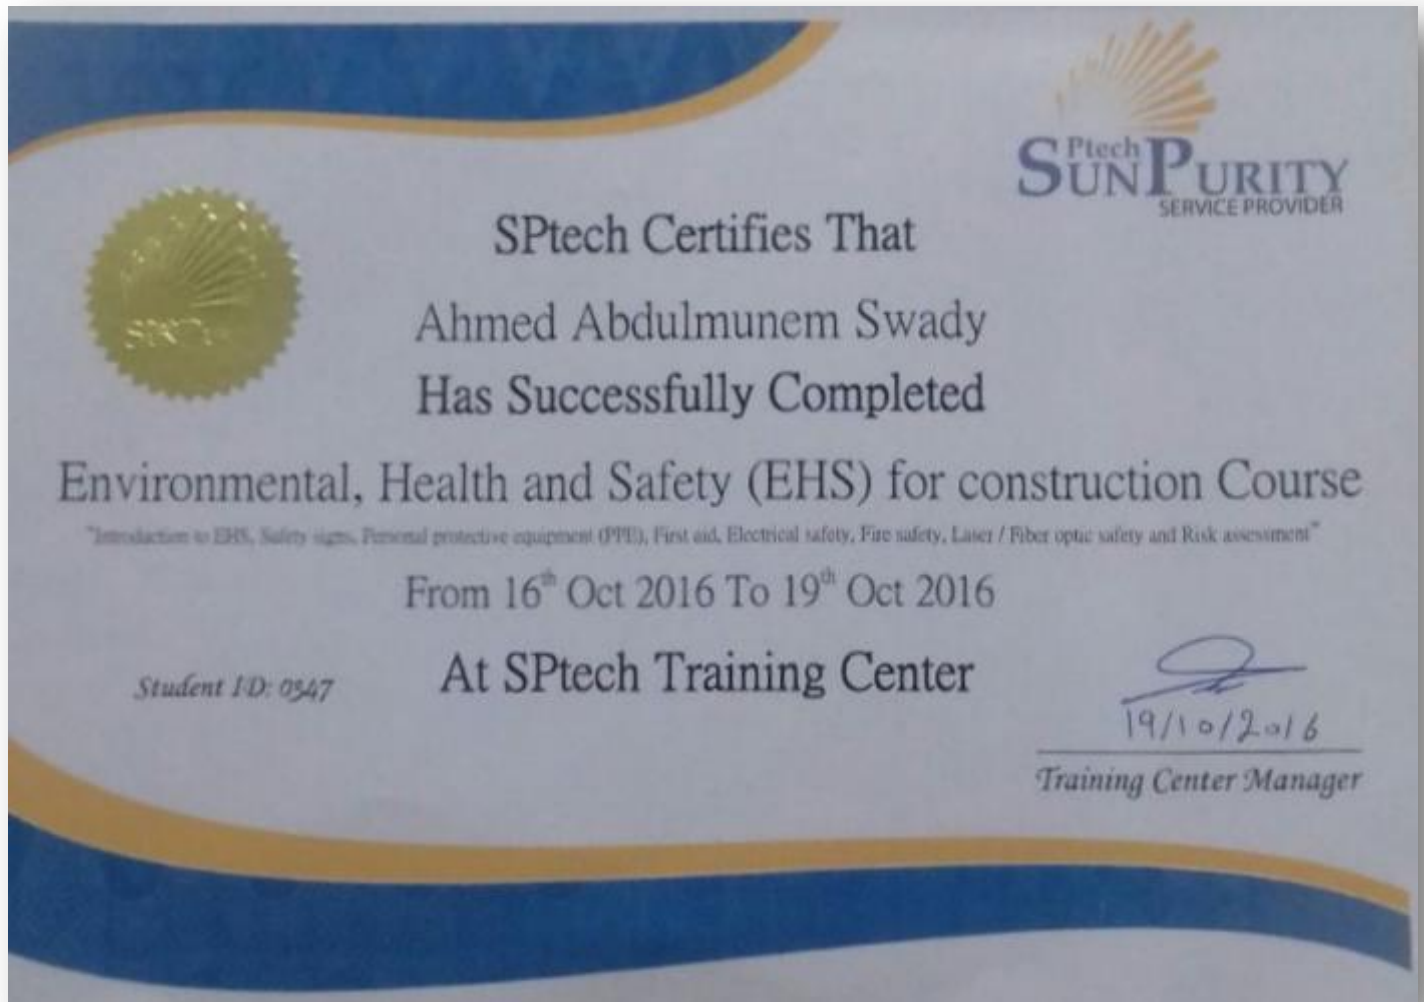 Ptech
SUN PURITY
SERVICE PROVIDER
SPtech Certifies That
Ahmed Abdulmunem Swady
Has Successfully Completed
Environmental, Health and Safety (EHS) for construction Course
"Introduction to EHS, Safety signs, Personal protective equipment (PPE), First aid, Electrical safety, Fire safety, Laser / Fiber optic safety and Risk assessment"
From 16th Oct 2016 To 19th Oct 2016
At SPtech Training Center
Student ID: 0347
19/10/2016
Training Center Manager